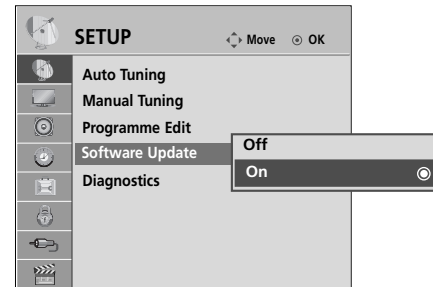 SETUP Move OK
Auto Tuning
Manual Tuning
Programme Edit
Software Update
Off
On
Diagnostics